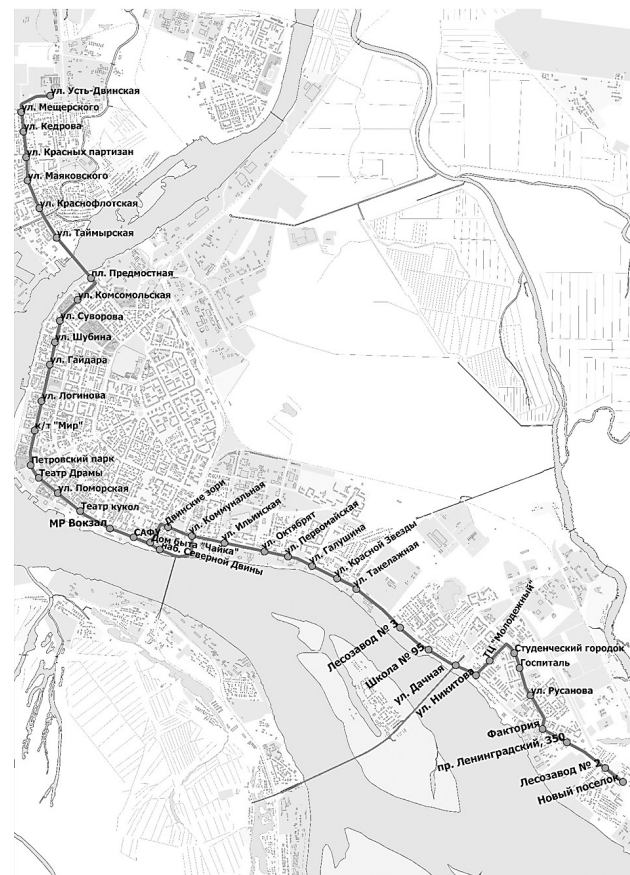 ул. Усть-Двинская
ул. Мещерского
ул. Кедрова
ул. Красных партизан
ул. Маяковского
ул. Краснофлотская
ул. Таймырская
пл. Предмостная
ул. Комсомольская
ул. Суворова
ул. Шубина
ул. Гайдара
ул. Логинова
к/т "Мир"
Петровский парк
Театр Драмы
ул. Поморская
Театр кукол
МР Вокзал
САФУ
Дом быта "Чайка"
наб. Северной Двины
Двинские зори
ул. Коммунальная
ул. Ильинская
ул. Октябрят
ул. Первомайская
ул. Галушина
ул. Красной Звезды
ул. Такелажная
Лесозавод № 3
Школа № 95
ул. Дачная
ул. Никитова
ТЦ "Молодежный"
Студенческий городок
Госпиталь
ул. Русанова
Фактория
пр. Ленинградский, 350
Лесозавод № 2
Новый поселок